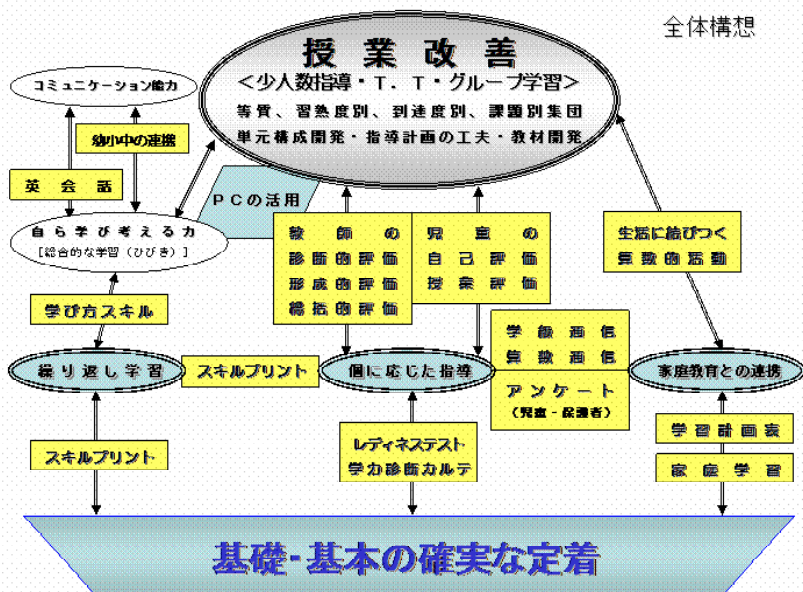 全体構想
授業改善
＜少人数指導・Ｔ．Ｔ・グループ学習＞
等質、習熟度別、到達度別、課題別集団
単元構成開発・指導計画の工夫・教材開発
コミュニケーション能力
幼小中の連携
英会話
ＰＣの活用
自ら学び考える力
［総合的な学習（ひびき）］
教師の
診断的評価
形成的評価
総括的評価
児童の
自己評価
授業評価
生活に結びつく
算数的活動
学び方スキル
学級通信
算数通信
繰り返し学習
スキルプリント
個に応じた指導
アンケート
（児童・保護者）
家庭教育との連携
スキルプリント
レディネステスト
学力診断カルテ
学習計画表
家庭学習
基礎・基本の確実な定着